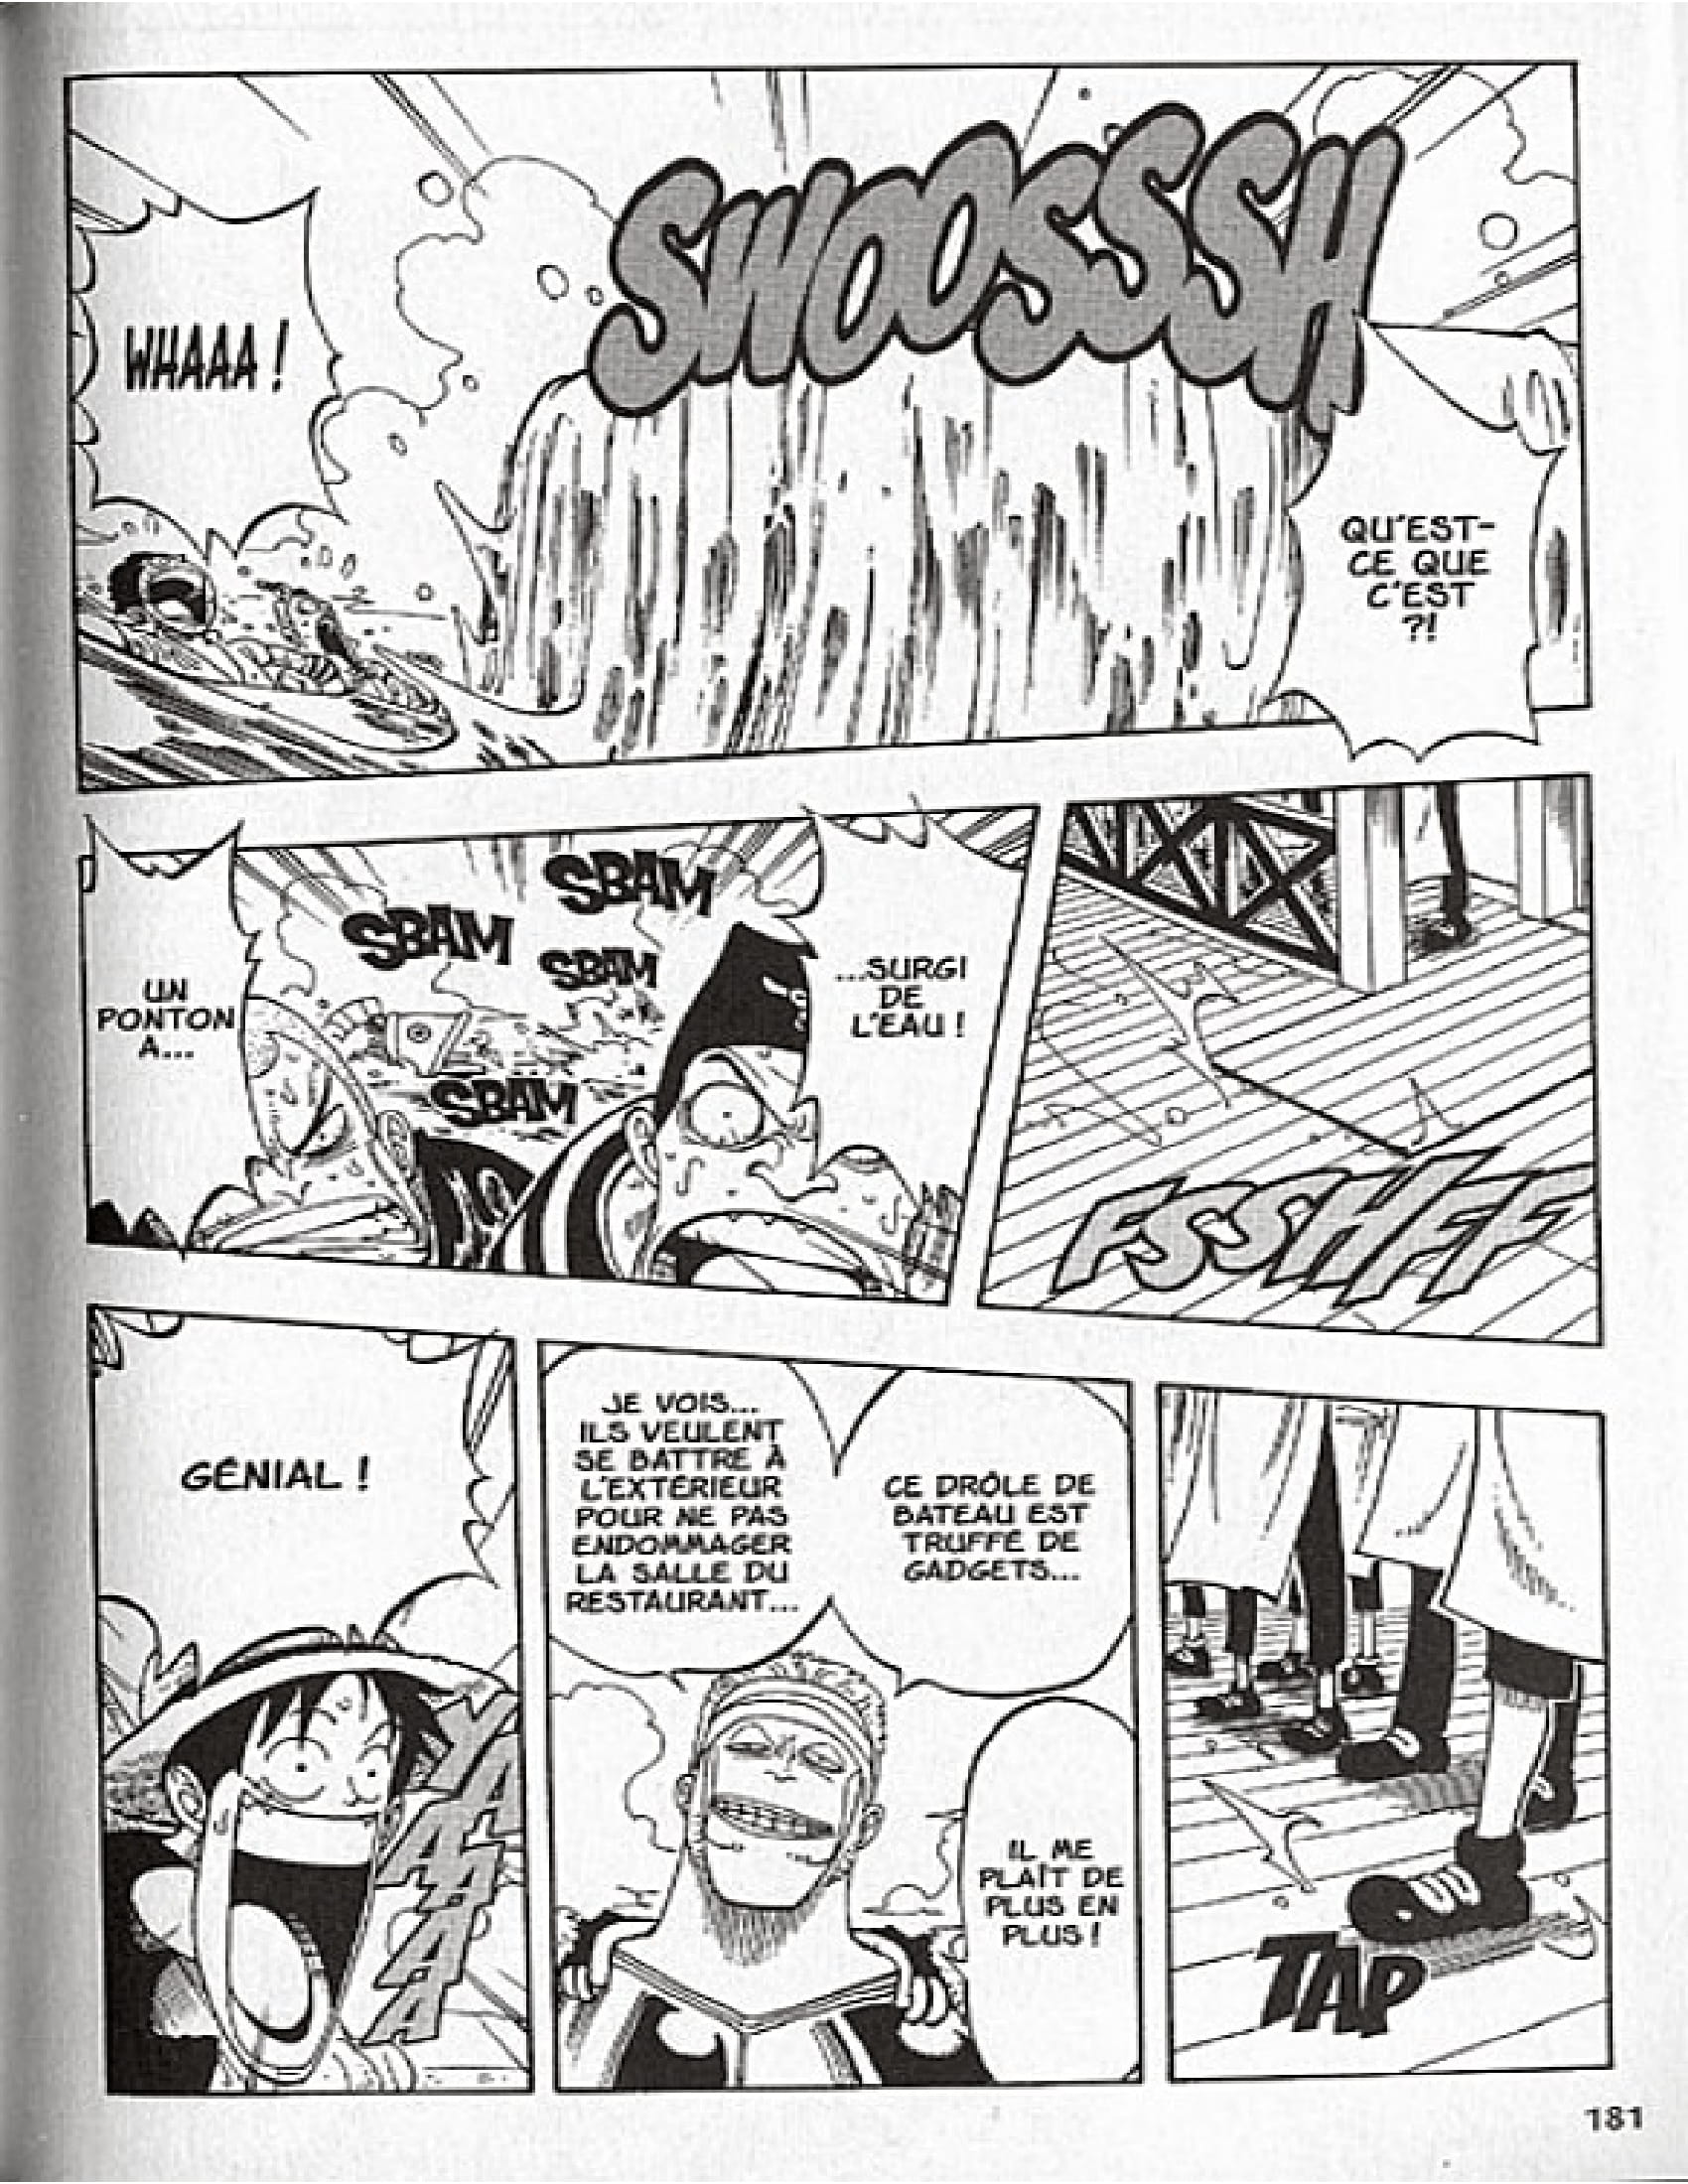 WHAAA !
SWOOSSSH
QU'EST-
CE QUE
C'EST
?!
UN
PONTON
A...
SBAM
SBAM
SBAM
SBAM
...SURGI
DE
L'EAU !
FSSHFF
GÉNIAL !
YAAAAA
JE VOIS...
ILS VEULENT
SE BATTRE À
L'EXTÉRIEUR
POUR NE PAS
ENDOMMAGER
LA SALLE DU
RESTAURANT...
CE DRÔLE DE
BATEAU EST
TRUFFÉ DE
GADGETS...
IL ME
PLAÎT DE
PLUS EN
PLUS !
TAP
181